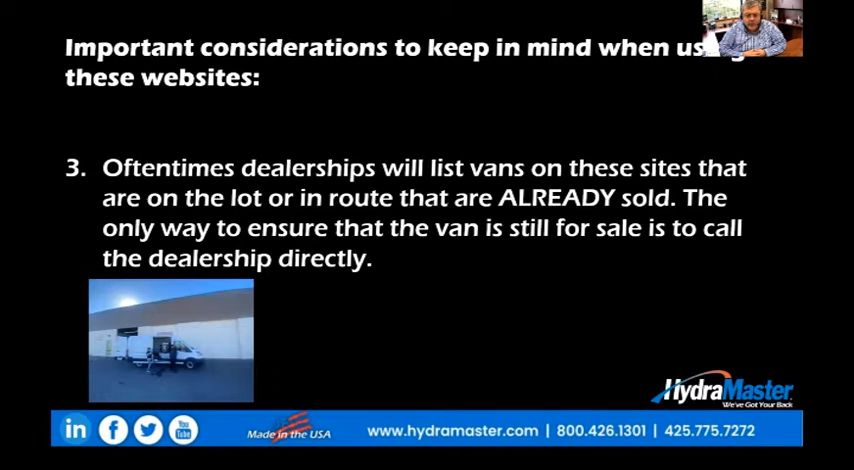 Important considerations to keep in mind when
these websites:
3. Oftentimes dealerships will list vans on these sites that
are on the lot or in route that are ALREADY sold. The
only way to ensure that the van is still for sale is to call
the dealership directly.
HydraMaster
We've Got Your Back
in f You Tube Made in the USA www.hydramaster.com | 800.426.1301 | 425.775.7272